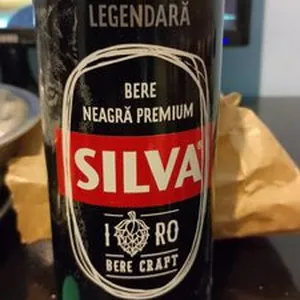 LEGENDARĂ
BERE
NEAGRĂ PREMIUM
SILVA®
I RO
BERE CRAFT